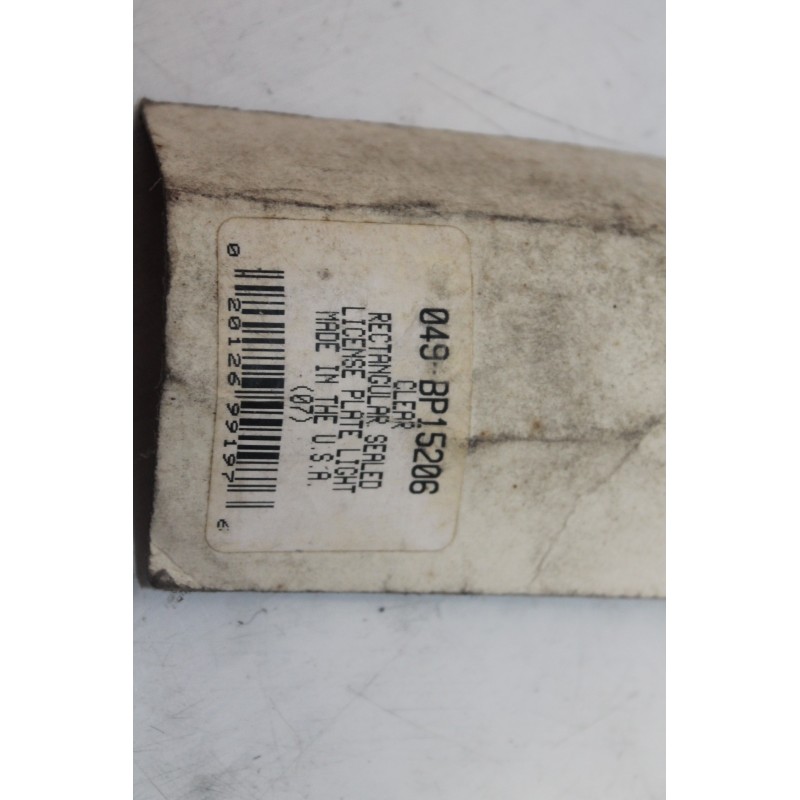 049-BP15206
CLEAR
RECTANGULAR SEALED
LICENSE PLATE LIGHT
MADE IN THE U.S.A.
(07)
0 20126 99197 6